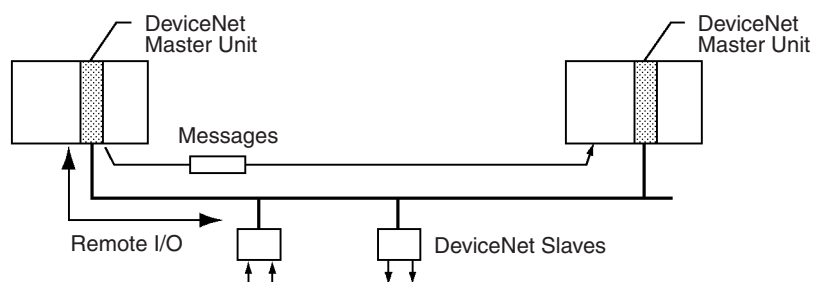 DeviceNet
Master Unit
DeviceNet
Master Unit
Messages
Remote I/O
DeviceNet Slaves